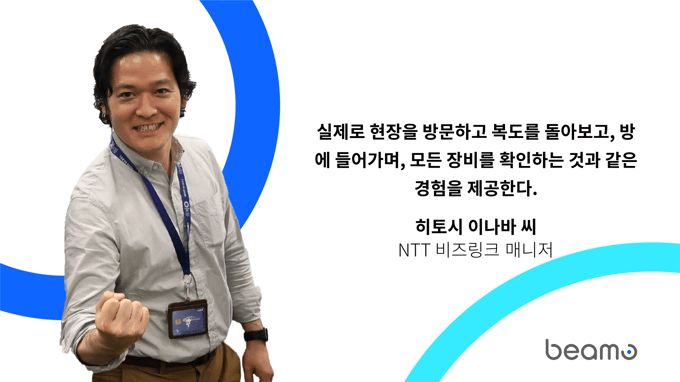 실제로 현장을 방문하고 복도를 돌아보고, 방
에 들어가며, 모든 장비를 확인하는 것과 같은
경험을 제공한다.
히토시 이나바 씨
NTT 비즈링크 매니저
beamo